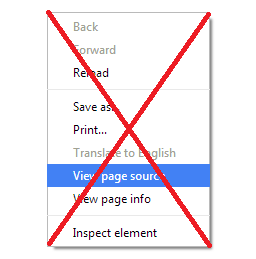 Back
Forward
Reload
Save as
Print...
Translate to English
View page source
View page info
Inspect element